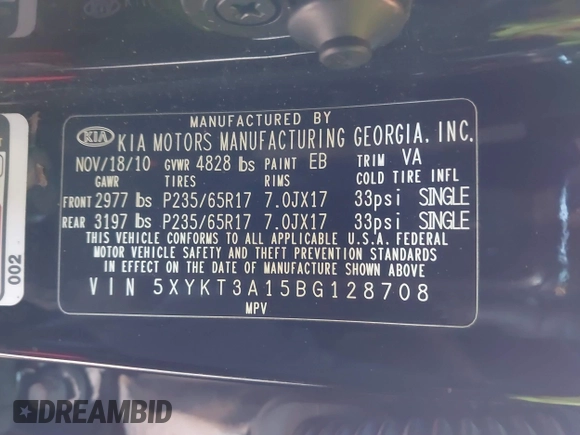 MANUFACTURED BY
KIA KIA MOTORS MANUFACTURING GEORGIA, INC.
NOV/18/10 GVWR 4828 lbs PAINT EB TRIM VA
GAWR TIRES RIMS COLD TIRE INFL
FRONT 2977 lbs P235/65R17 7.0JX17 33psi SINGLE
REAR 3197 lbs P235/65R17 7.0JX17 33psi SINGLE
THIS VEHICLE CONFORMS TO ALL APPLICABLE U.S.A. FEDERAL
MOTOR VEHICLE SAFETY AND THEFT PREVENTION STANDARDS
IN EFFECT ON THE DATE OF MANUFACTURE SHOWN ABOVE
VIN 5XYKT3A15BG128708
MPV
002
DREAMBID